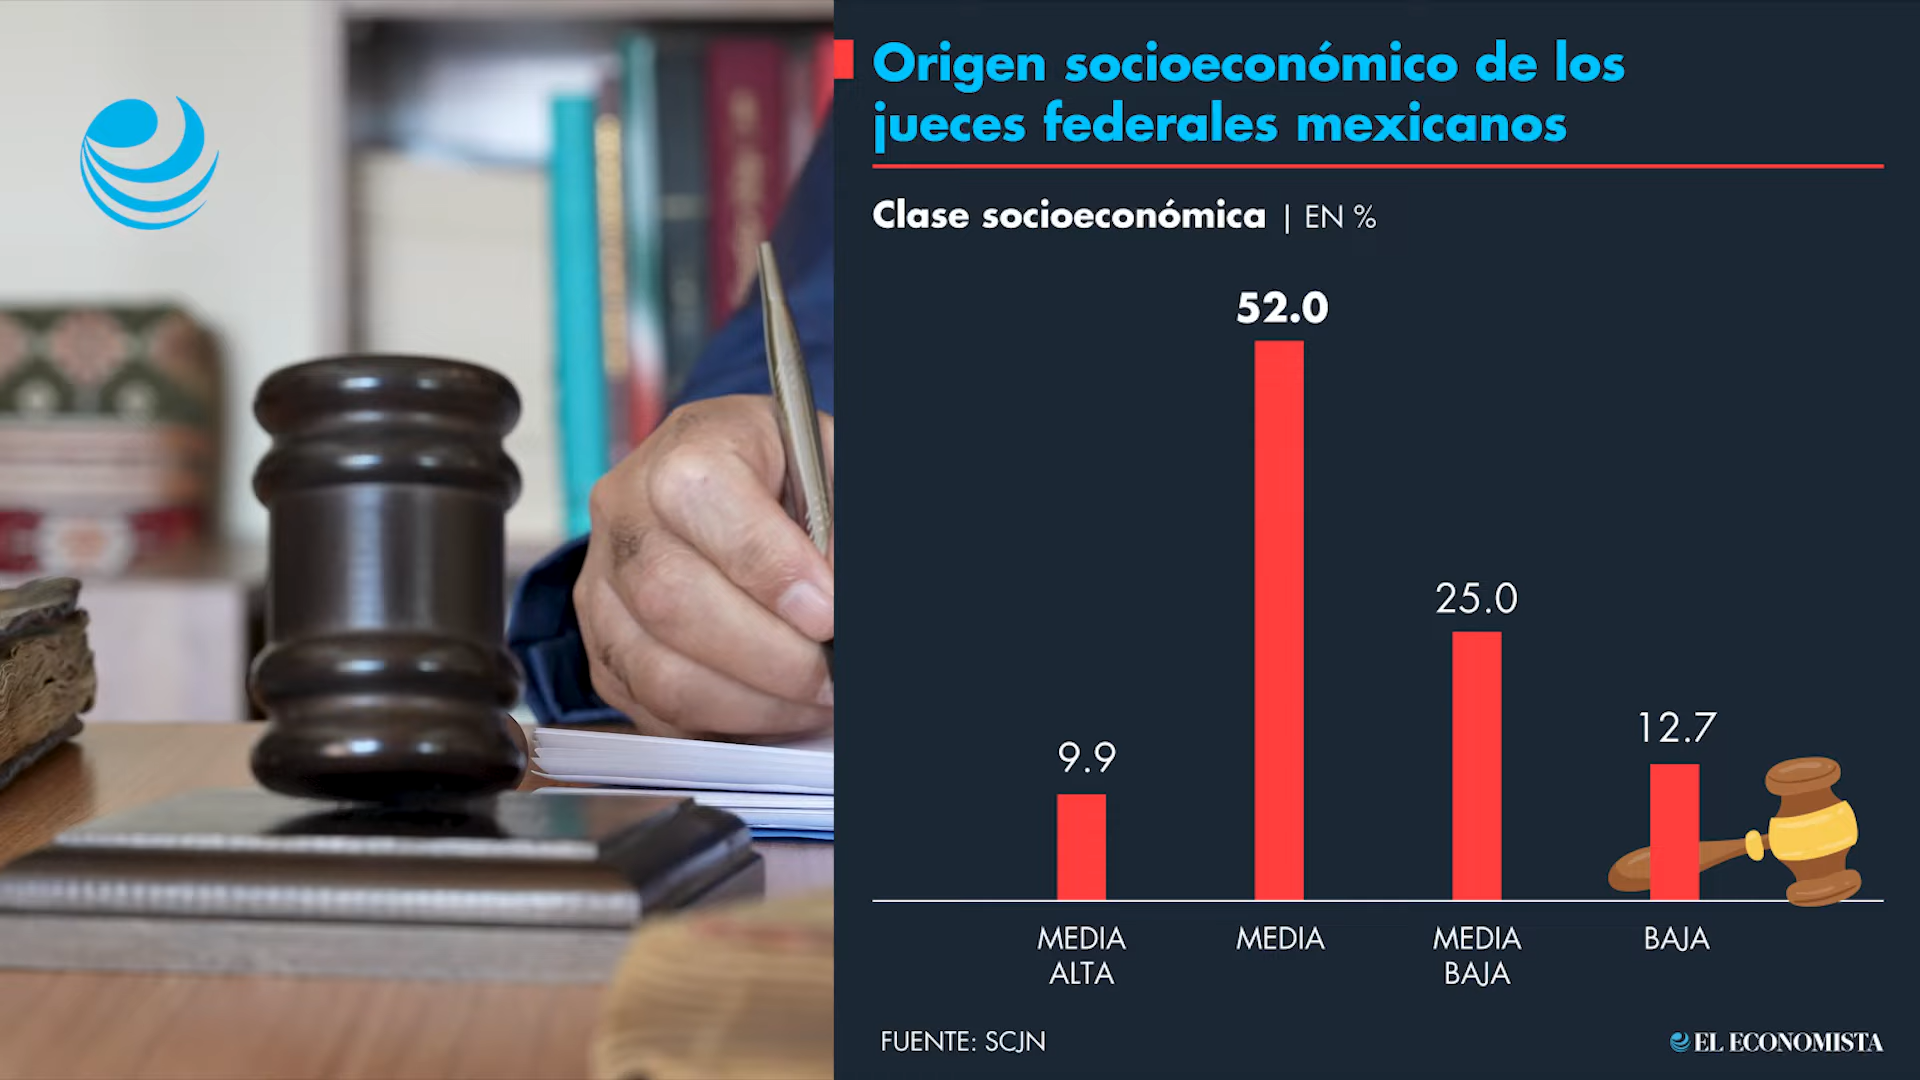 Origen socioeconómico de los
jueces federales mexicanos
Clase socioeconómica | EN %
52.0
25.0
12.7
9.9
MEDIA
ALTA
MEDIA
MEDIA
BAJA
BAJA
FUENTE: SCJN
EL ECONOMISTA